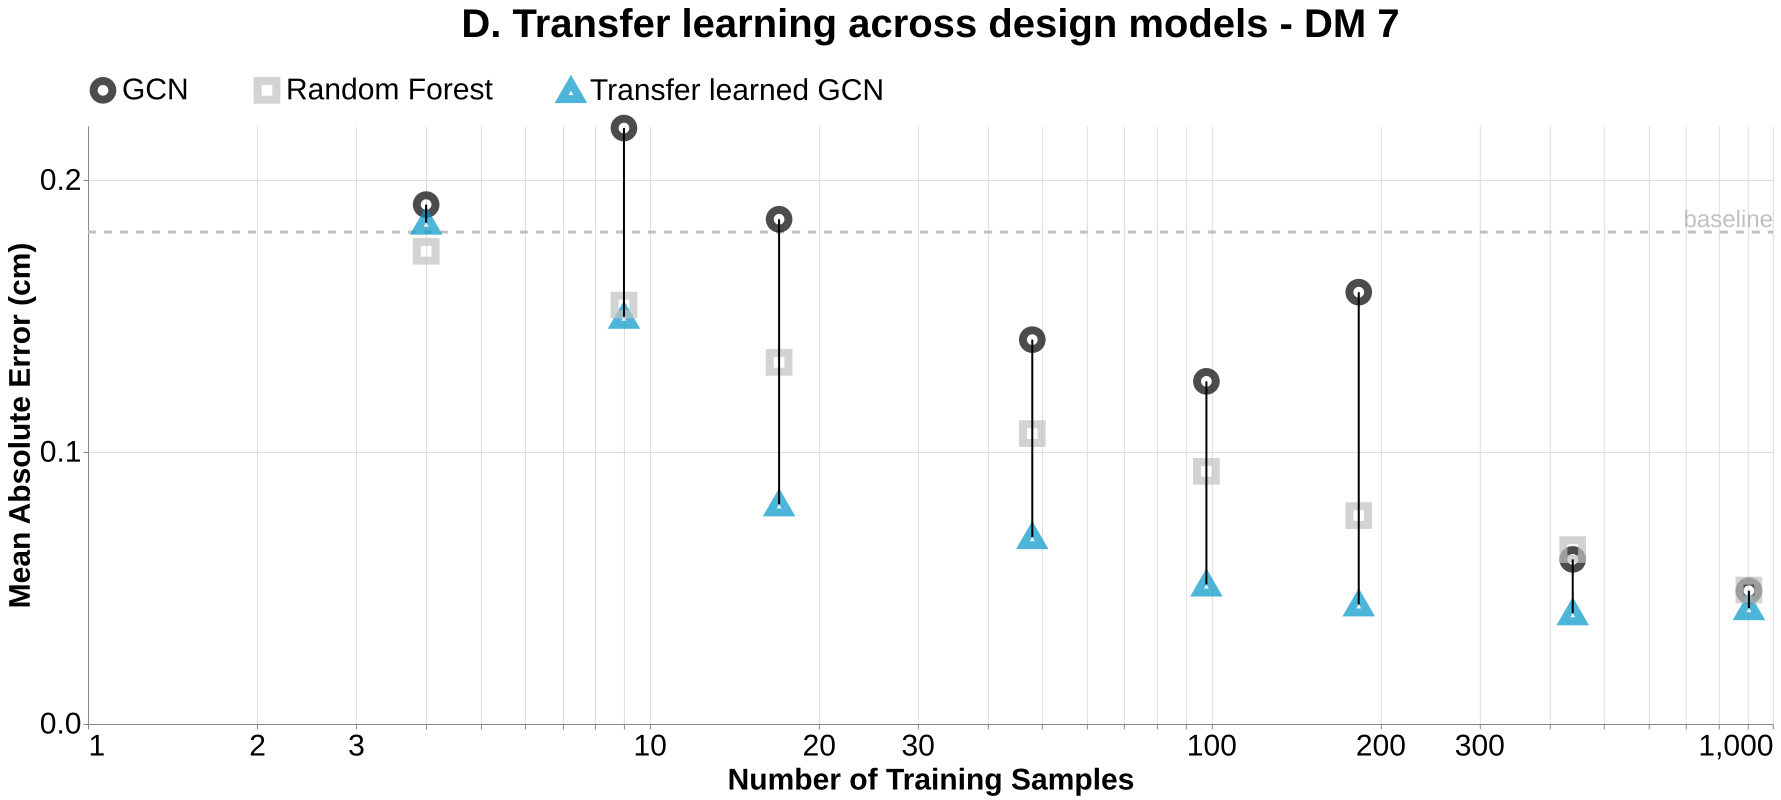 D. Transfer learning across design models - DM 7
GCN Random Forest Transfer learned GCN
Mean Absolute Error (cm)
0.2
baseline
0.1
0.0
1 2 3 10 20 30 100 200 300 1,000
Number of Training Samples